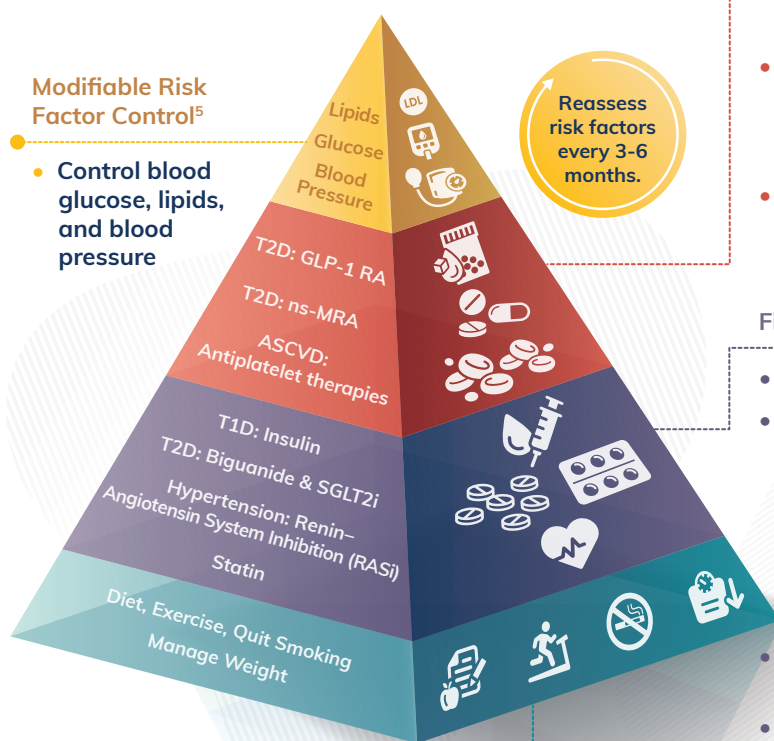 Modifiable Risk
Factor Control⁵
• Control blood
glucose, lipids,
and blood
pressure
Lipids
Glucose
Blood
Pressure
LDL
Reassess
risk factors
every 3-6
months.
T2D: GLP-1 RA
T2D: ns-MRA
ASCVD:
Antiplatelet therapies
T1D: Insulin
T2D: Biguanide & SGLT2i
Hypertension: Renin–
Angiotensin System Inhibition (RASi)
Statin
Diet, Exercise, Quit Smoking
Manage Weight